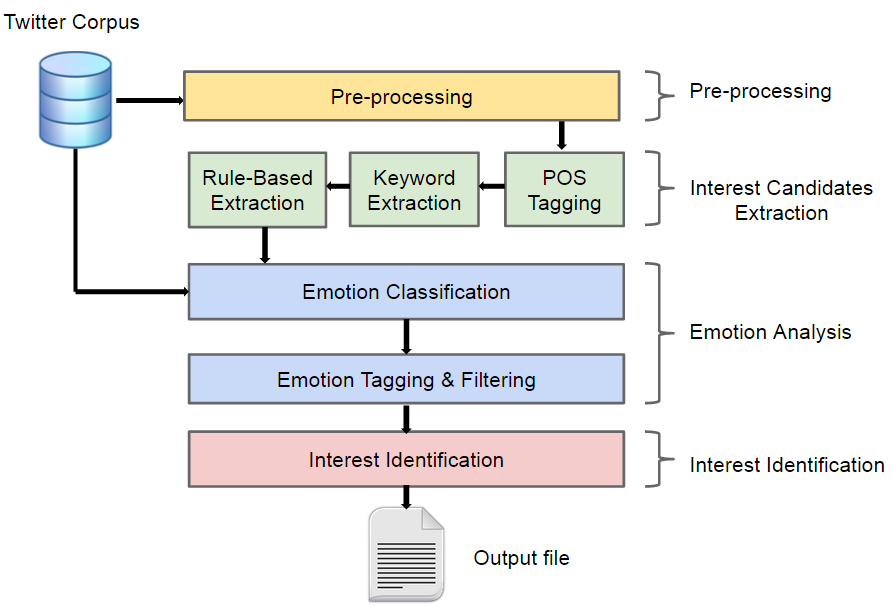 Twitter Corpus
Pre-processing
Pre-processing
Rule-Based
Extraction
Keyword
Extraction
POS
Tagging
Interest Candidates
Extraction
Emotion Classification
Emotion Analysis
Emotion Tagging & Filtering
Interest Identification
Interest Identification
Output file